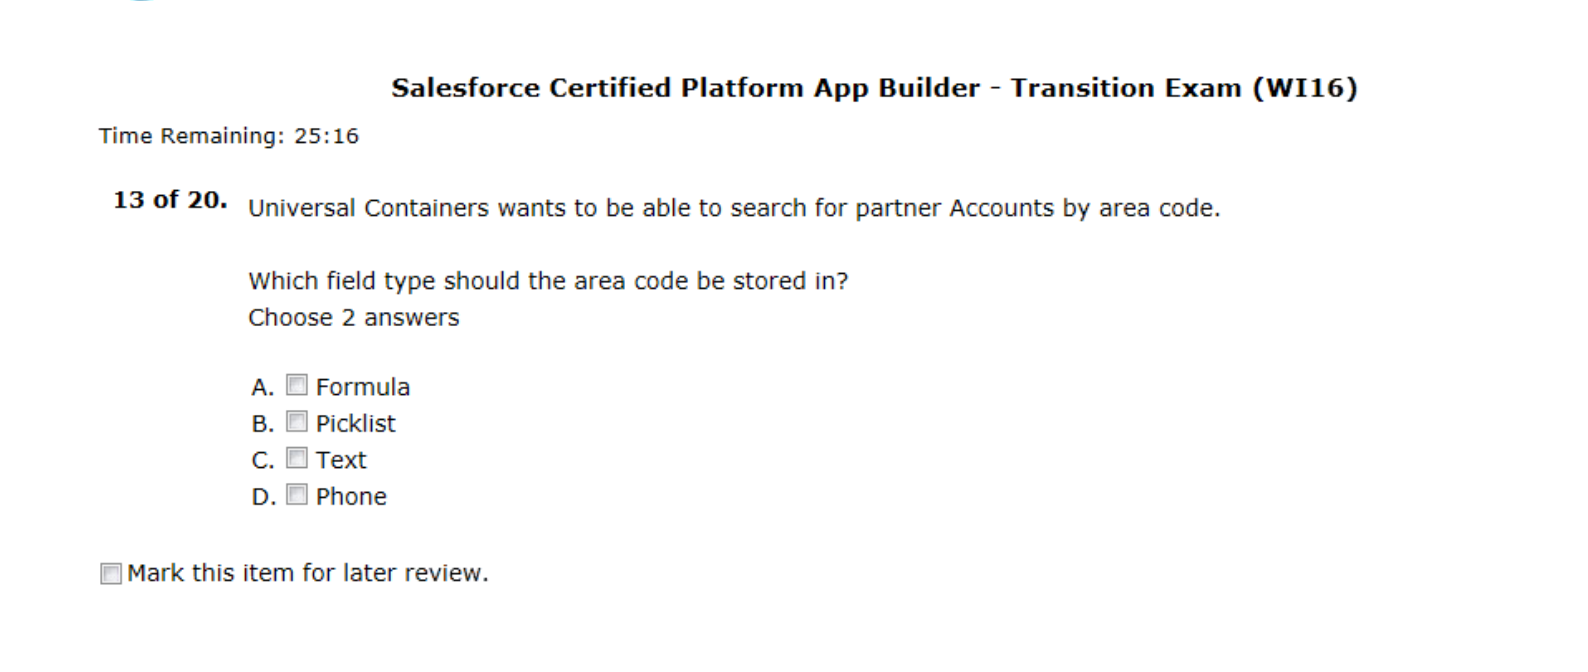 Salesforce Certified Platform App Builder - Transition Exam (WI16)
Time Remaining: 25:16
13 of 20. Universal Containers wants to be able to search for partner Accounts by area code.
Which field type should the area code be stored in?
Choose 2 answers
A. Formula
B. Picklist
C. Text
D. Phone
Mark this item for later review.